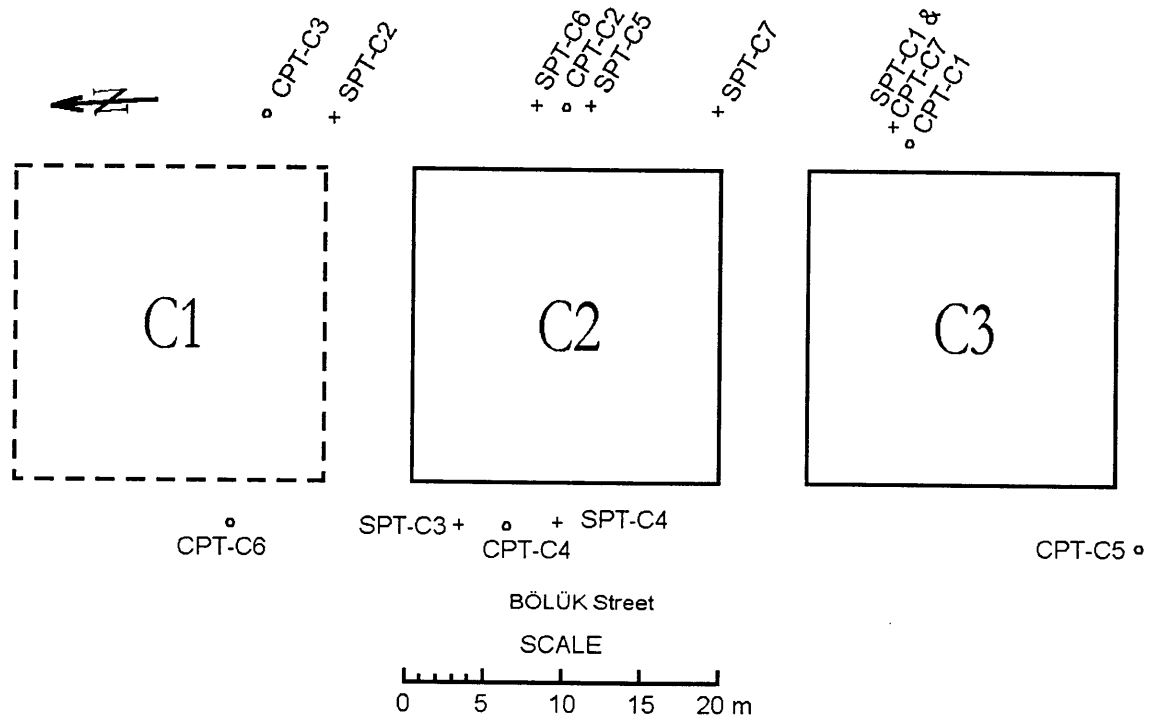 CPT-C3
SPT-C2
SPT-C6
CPT-C2
SPT-C5
SPT-C7
SPT-C1 &
CPT-C7
CPT-C1
N
C1
C2
C3
CPT-C6
SPT-C3
CPT-C4
SPT-C4
CPT-C5
BÖLÜK Street
SCALE
0 5 10 15 20 m